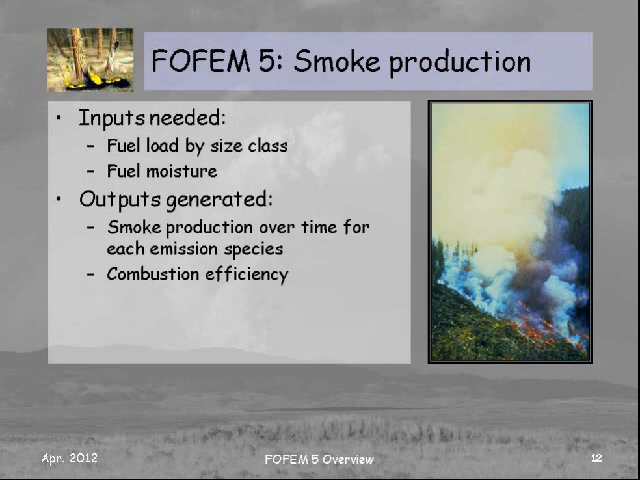 FOFEM 5: Smoke production
• Inputs needed:
– Fuel load by size class
– Fuel moisture
• Outputs generated:
– Smoke production over time for
each emission species
– Combustion efficiency
Apr. 2012
FOFEM 5 Overview
12